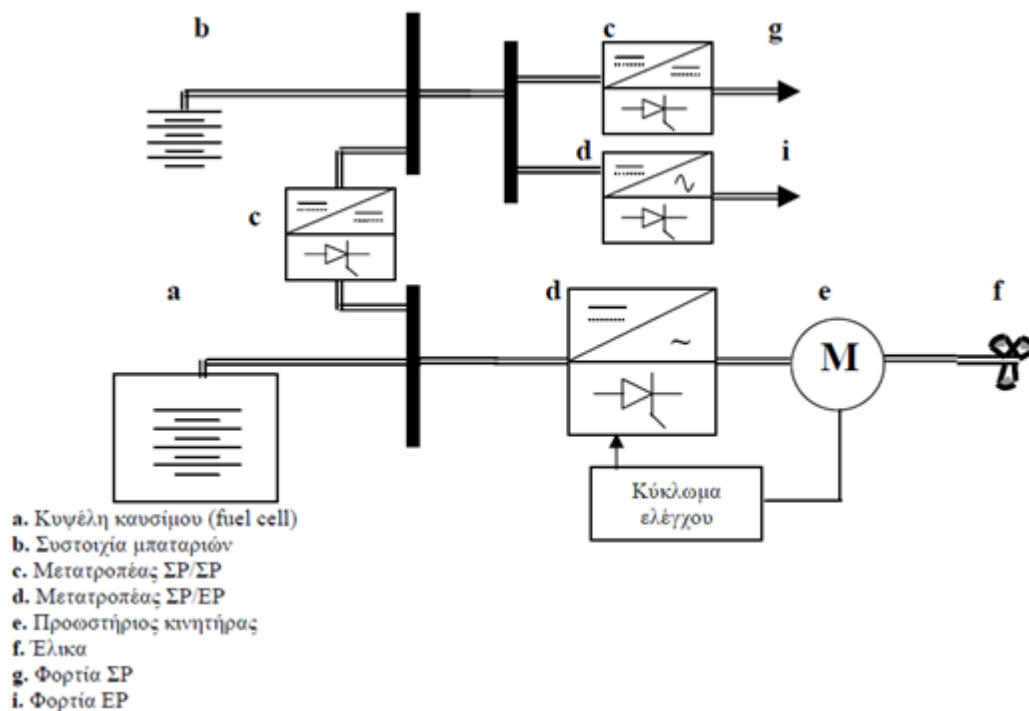 b
c
g
d
i
c
a
d
e
f
~
M
Κύκλωμα
ελέγχου
a. Κυψέλη καυσίμου (fuel cell)
b. Συστοιχία μπαταριών
c. Μετατροπέας ΣΡ/ΣΡ
d. Μετατροπέας ΣΡ/ΕΡ
e. Προωστήριος κινητήρας
f. Έλικα
g. Φορτία ΣΡ
i. Φορτία ΕΡ